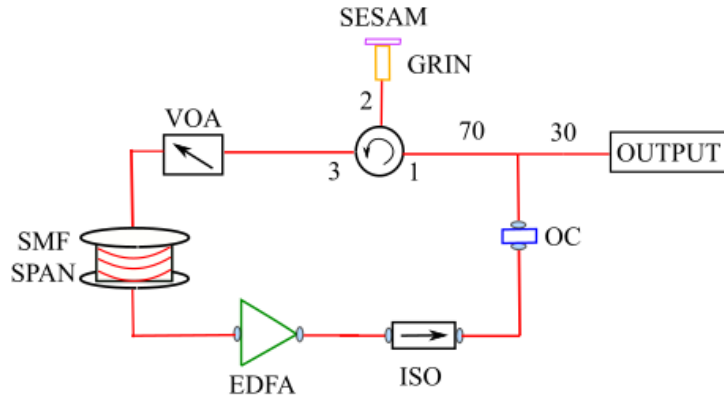 SESAM
GRIN
2
VOA
70
30
OUTPUT
3
1
SMF
SPAN
OC
EDFA
ISO